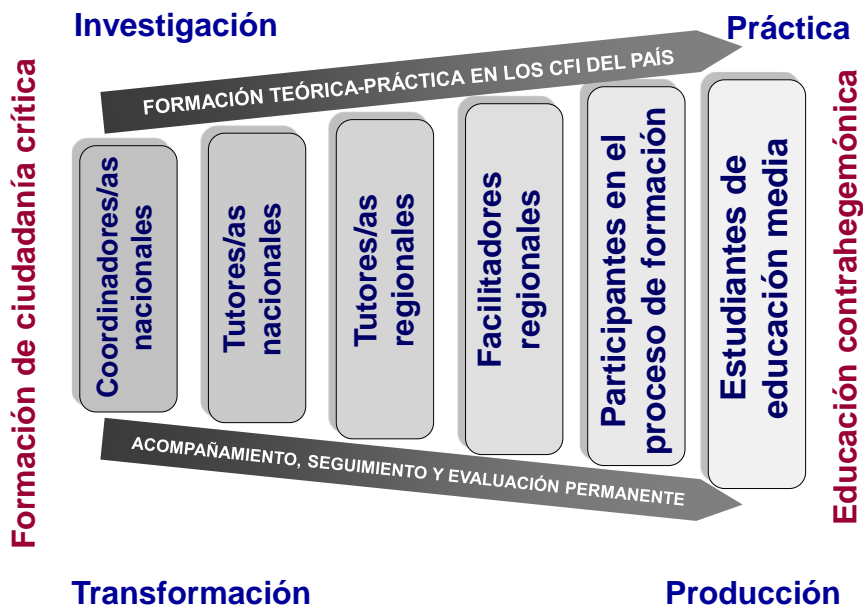 Investigación
Práctica
FORMACIÓN TEÓRICA-PRÁCTICA EN LOS CFI DEL PAÍS
Formación de ciudadanía crítica
Coordinadores/as
nacionales
Tutores/as
nacionales
Tutores/as
regionales
Facilitadores
regionales
Participantes en el
proceso de formación
Estudiantes de
educación media
Educación contrahegemónica
ACOMPAÑAMIENTO, SEGUIMIENTO Y EVALUACIÓN PERMANENTE
Transformación
Producción